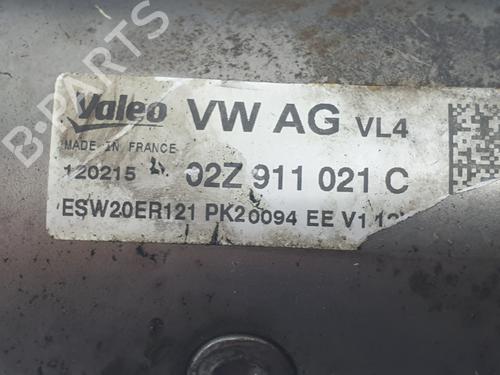 B-PARTS
Valeo VW AG VL4
MADE IN FRANCE
120215 02Z 911 021 C
ESW20ER121 PK20094 EE V1